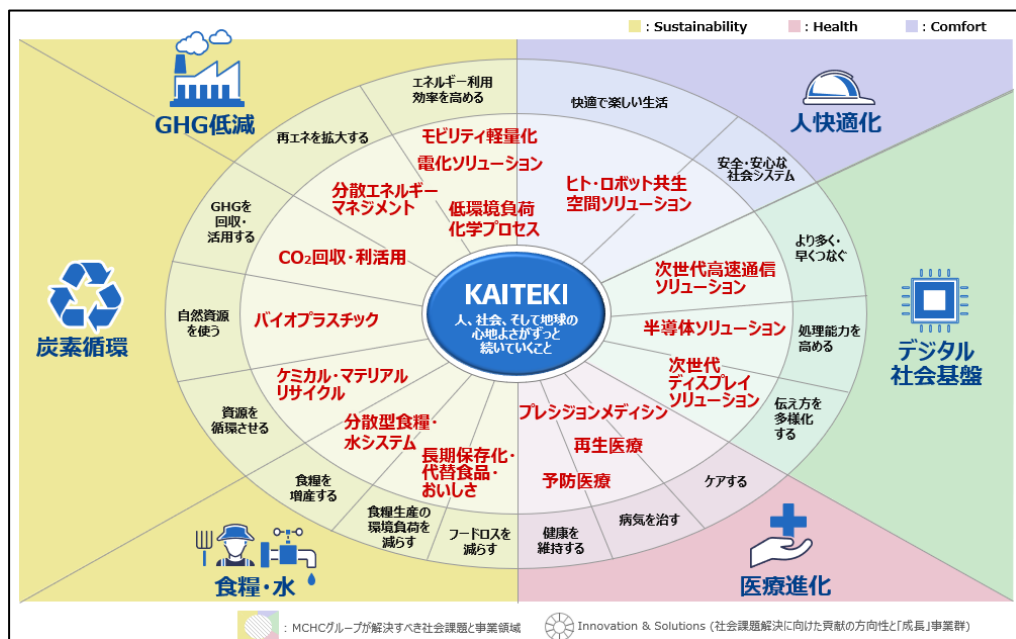 : Sustainability
: Health
: Comfort
GHG低減
人快適化
エネルギー利用
効率を高める
快適で楽しい生活
再エネを拡大する
モビリティ軽量化
電化ソリューション
安全・安心な
社会システム
分散エネルギー
マネジメント
低環境負荷
化学プロセス
ヒト・ロボット共生
空間ソリューション
GHGを
回収・
活用する
CO₂回収・利活用
より多く・
早くつなぐ
次世代高速通信
ソリューション
KAITEKI
人、社会、そして地球の
心地よさがずっと
続いていくこと
自然資源
を使う
バイオプラスチック
半導体ソリューション
処理能力を
高める
炭素循環
デジタル
社会基盤
ケミカル・マテリアル
リサイクル
次世代
ディスプレイ
ソリューション
資源を
循環させる
伝え方を
多様化
する
分散型食糧・
水システム
プレシジョンメディシン
再生医療
長期保存化・
代替食品・
おいしさ
予防医療
食糧を
増産する
ケアする
食糧生産の
環境負荷を
減らす
フードロスを
減らす
健康を
維持する
病気を治す
食糧・水
医療進化
: MCHCグループが解決すべき社会課題と事業領域
Innovation & Solutions (社会課題解決に向けた貢献の方向性と「成長」事業群)